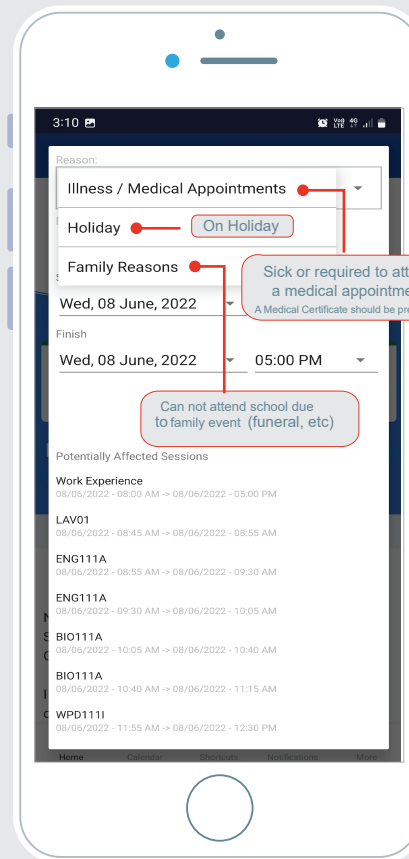 3:10
Vo) LTE 4G
Reason:
Illness / Medical Appointments
Holiday
On Holiday
Family Reasons
Sick or required to
a medical
A Medical Certificate should be
Wed, 08 June, 2022
Finish
Wed, 08 June, 2022 05:00 PM
Can not attend school due
to family event (funeral, etc)
Potentially Affected Sessions
Work Experience
08/06/2022 - 08:00 AM -> 08/06/2022 - 05:00 PM
LAV01
08/06/2022 - 08:45 AM -> 08/06/2022 - 08:55 AM
ENG111A
08/06/2022 - 08:55 AM -> 08/06/2022 - 09:30 AM
ENG111A
08/06/2022 - 09:30 AM -> 08/06/2022 - 10:05 AM
BIO111A
08/06/2022 - 10:05 AM -> 08/06/2022 - 10:40 AM
BIO111A
08/06/2022 - 10:40 AM -> 08/06/2022 - 11:15 AM
WPD111I
08/06/2022 - 11:55 AM -> 08/06/2022 - 12:30 PM
Home Calendar Shortcuts Notifications More